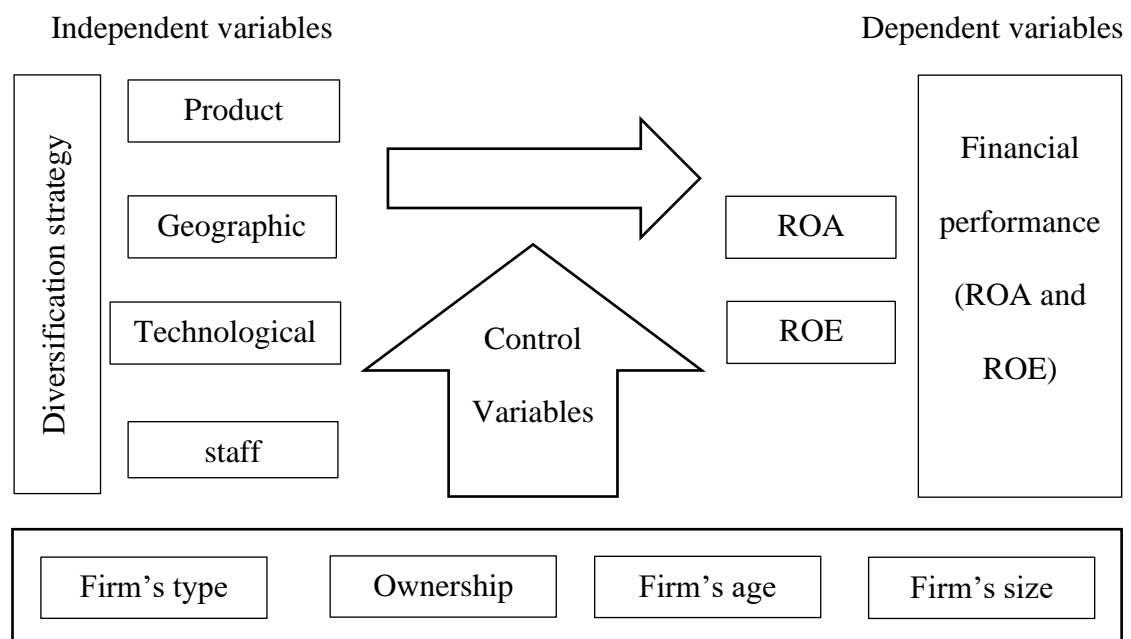 Independent variables
Dependent variables
Diversification strategy
Product
Geographic
Technological
staff
Control
Variables
ROA
ROE
Financial
performance
(ROA and
ROE)
Firm’s type
Ownership
Firm’s age
Firm’s size